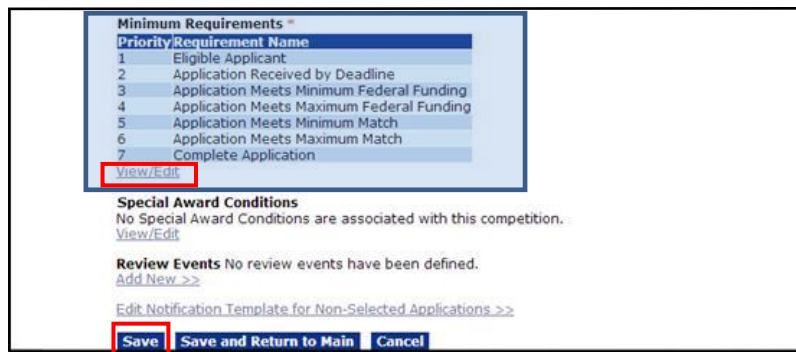 Minimum Requirements *
Priority Requirement Name
1 Eligible Applicant
2 Application Received by Deadline
3 Application Meets Minimum Federal Funding
4 Application Meets Maximum Federal Funding
5 Application Meets Minimum Match
6 Application Meets Maximum Match
7 Complete Application
View/Edit
Special Award Conditions
No Special Award Conditions are associated with this competition.
View/Edit
Review Events No review events have been defined.
Add New >>
Edit Notification Template for Non-Selected Applications >>
Save Save and Return to Main Cancel